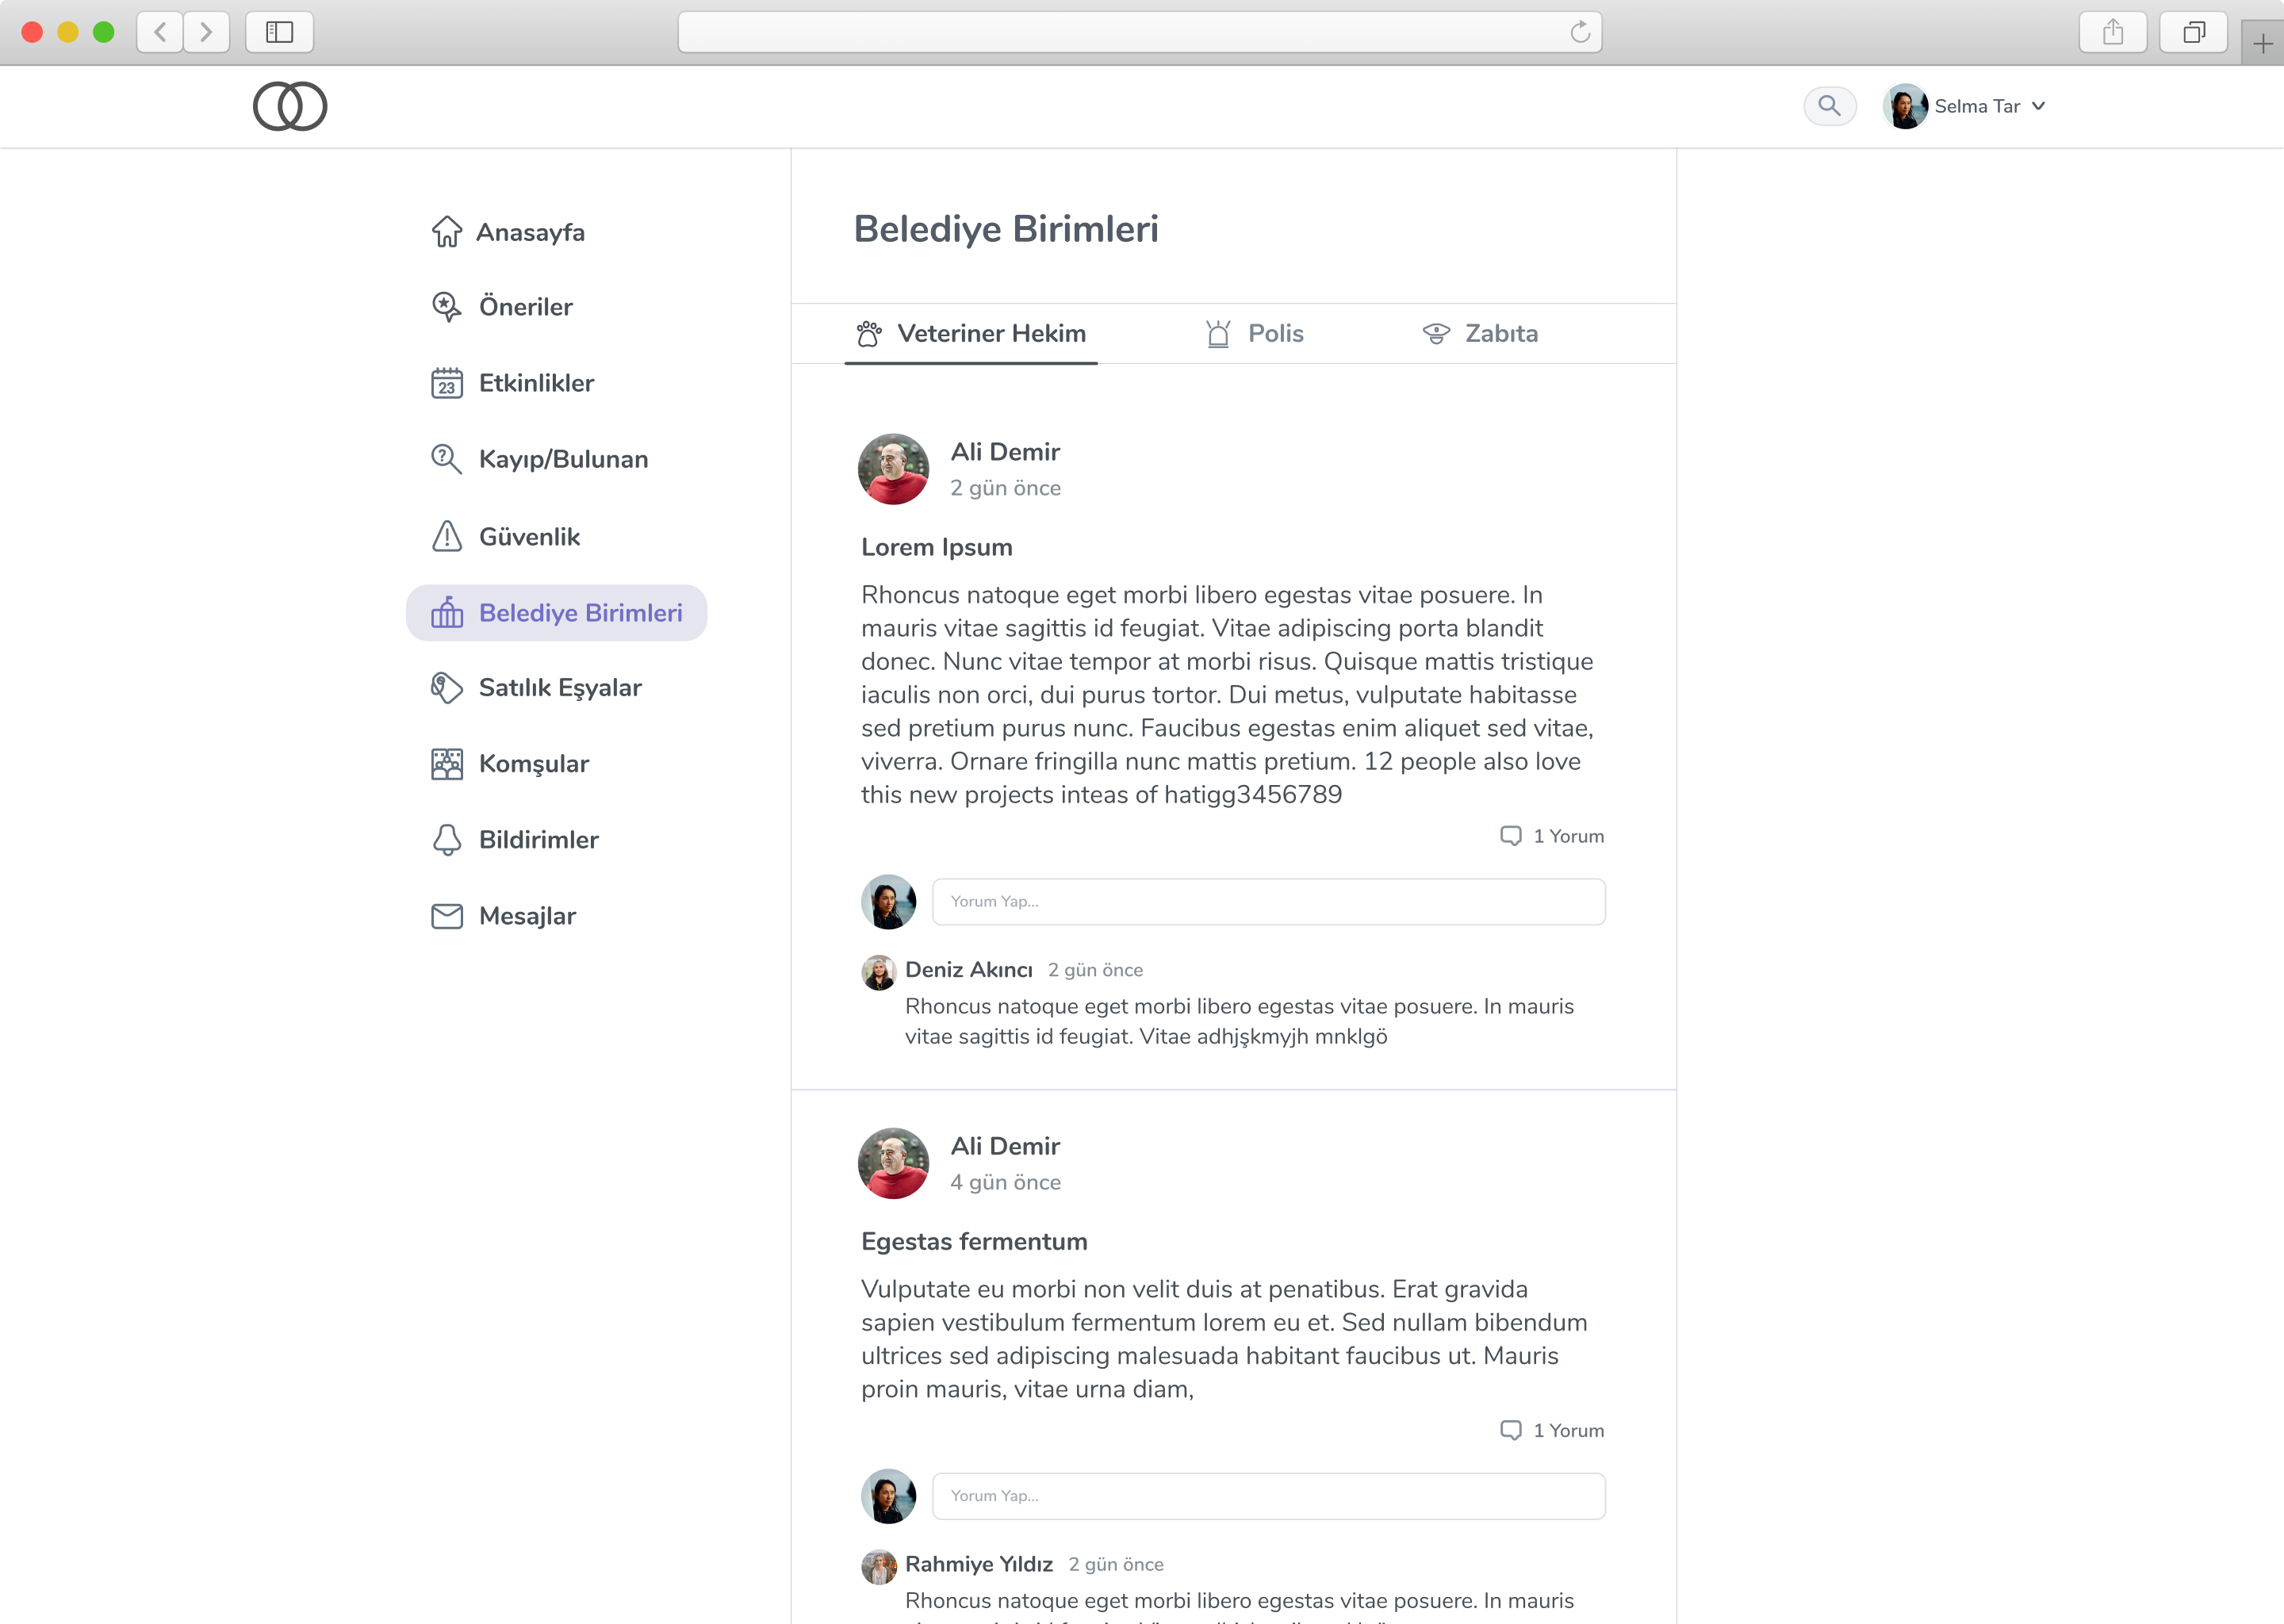 Selma Tar
Anasayfa
Öneriler
23
Etkinlikler
Kayıp/Bulunan
Güvenlik
Belediye Birimleri
Satılık Eşyalar
Komşular
Bildirimler
Mesajlar
Belediye Birimleri
Veteriner Hekim
Polis
Zabıta
Ali Demir
2 gün önce
Lorem Ipsum
Rhoncus natoque eget morbi libero egestas vitae posuere. In
mauris vitae sagittis id feugiat. Vitae adipiscing porta blandit
donec. Nunc vitae tempor at morbi risus. Quisque mattis tristique
iaculis non orci, dui purus tortor. Dui metus, vulputate habitasse
sed pretium purus nunc. Faucibus egestas enim aliquet sed vitae,
viverra. Ornare fringilla nunc mattis pretium. 12 people also love
this new projects inteas of hatigg3456789
1 Yorum
Yorum Yap...
Deniz Akıncı 2 gün önce
Rhoncus natoque eget morbi libero egestas vitae posuere. In mauris
vitae sagittis id feugiat. Vitae adhjşkmyjh mnklgö
Ali Demir
4 gün önce
Egestas fermentum
Vulputate eu morbi non velit duis at penatibus. Erat gravida
sapien vestibulum fermentum lorem eu et. Sed nullam bibendum
ultrices sed adipiscing malesuada habitant faucibus ut. Mauris
proin mauris, vitae urna diam,
1 Yorum
Yorum Yap...
Rahmiye Yıldız 2 gün önce
Rhoncus natoque eget morbi libero egestas vitae posuere. In mauris